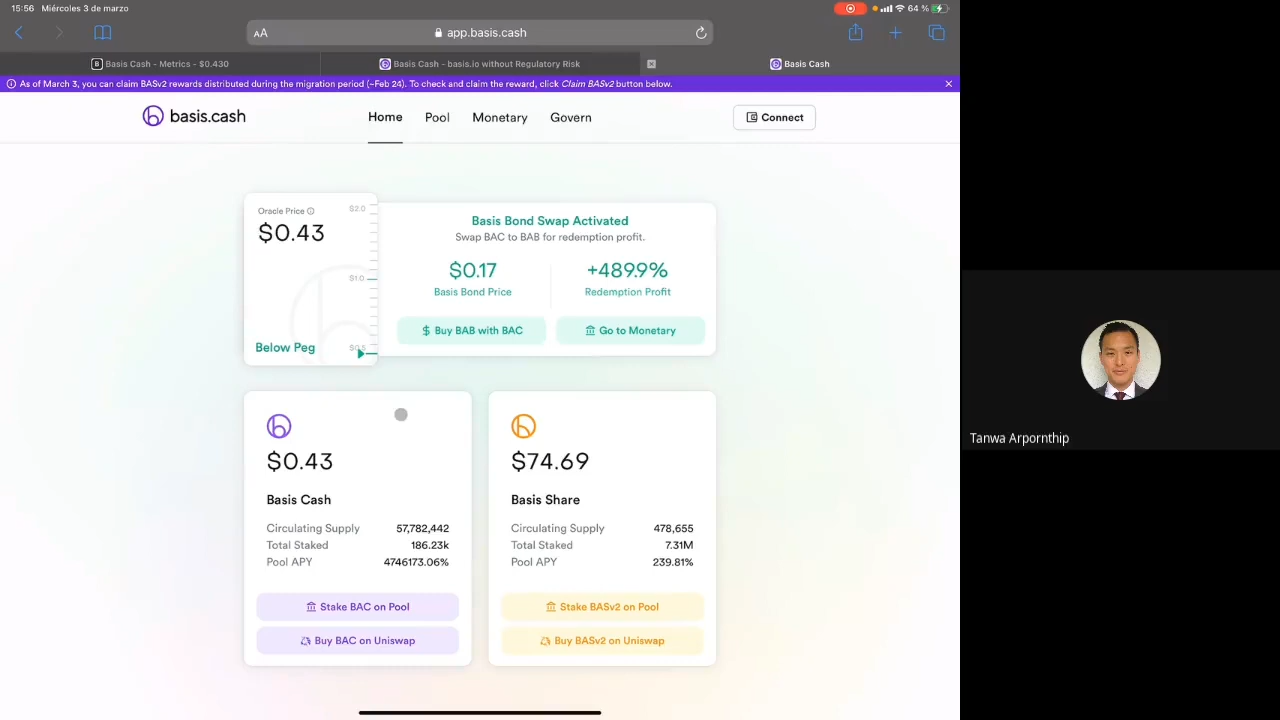 15:56 Miércoles 3 de marzo
64 %
AA
app.basis.cash
Basis Cash - Metrics - $0.430
Basis Cash – basis.io without Regulatory Risk
Basis Cash
As of March 3, you can claim BASv2 rewards distributed during the migration period (~Feb 24). To check and claim the reward, click Claim BASv2 button below.
basis.cash
Home
Pool
Monetary
Govern
Connect
Oracle Price
$0.43
$2.0
$1.0
$0.5
Below Peg
Basis Bond Swap Activated
Swap BAC to BAB for redemption profit.
$0.17
Basis Bond Price
+489.9%
Redemption Profit
$ Buy BAB with BAC
Go to Monetary
$0.43
Basis Cash
Circulating Supply 57,782,442
Total Staked 186.23k
Pool APY 4746173.06%
Stake BAC on Pool
Buy BAC on Uniswap
$74.69
Basis Share
Circulating Supply 478,655
Total Staked 7.31M
Pool APY 239.81%
Stake BASv2 on Pool
Buy BASv2 on Uniswap
Tanwa Arpornthip